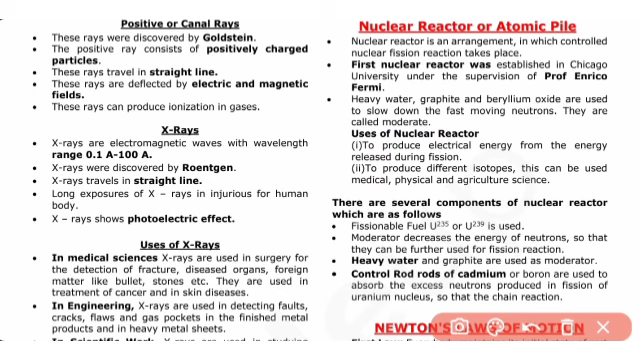 Positive or Canal Rays
• These rays were discovered by Goldstein.
• The positive ray consists of positively charged
particles.
• These rays travel in straight line.
• These rays are deflected by electric and magnetic
fields.
• These rays can produce ionization in gases.
X-Rays
• X-rays are electromagnetic waves with wavelength
range 0.1 A-100 A.
• X-rays were discovered by Roentgen.
• X-rays travels in straight line.
• Long exposures of X – rays in injurious for human
body.
• X – rays shows photoelectric effect.
Uses of X-Rays
• In medical sciences X-rays are used in surgery for
the detection of fracture, diseased organs, foreign
matter like bullet, stones etc. They are used in
treatment of cancer and in skin diseases.
• In Engineering, X-rays are used in detecting faults,
cracks, flaws and gas pockets in the finished metal
products and in heavy metal sheets.
• In Scientific Work, X-rays are used in studying
Nuclear Reactor or Atomic Pile
• Nuclear reactor is an arrangement, in which controlled
nuclear fission reaction takes place.
• First nuclear reactor was established in Chicago
University under the supervision of Prof Enrico
Fermi.
• Heavy water, graphite and beryllium oxide are used
to slow down the fast moving neutrons. They are
called moderate.
Uses of Nuclear Reactor
(i)To produce electrical energy from the energy
released during fission.
(ii)To produce different isotopes, this can be used
medical, physical and agriculture science.
There are several components of nuclear reactor
which are as follows
• Fissionable Fuel U²³⁵ or U²³⁹ is used.
• Moderator decreases the energy of neutrons, so that
they can be further used for fission reaction.
• Heavy water and graphite are used as moderator.
• Control Rod rods of cadmium or boron are used to
absorb the excess neutrons produced in fission of
uranium nucleus, so that the chain reaction.
NEWTON'S LAW OF MOTION